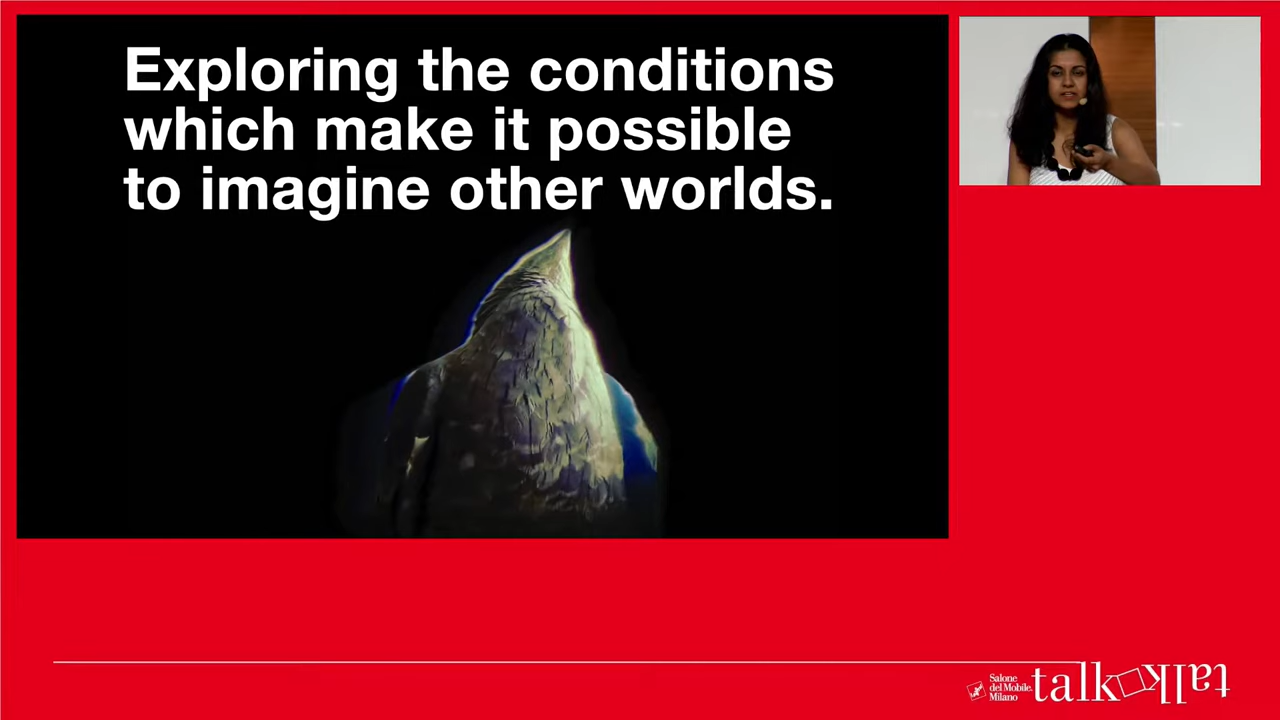 Exploring the conditions
which make it possible
to imagine other worlds.
Salone
del Mobile.
Milano
talk talk